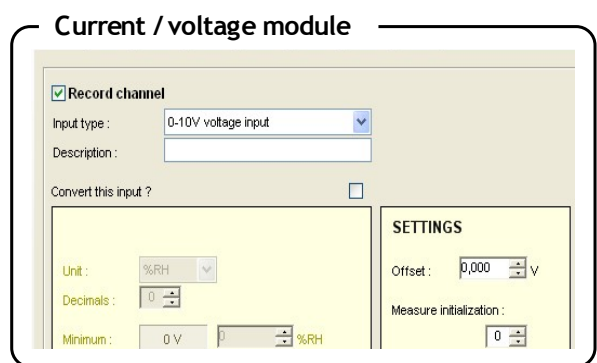 Current / voltage module
Record channel
Input type : 0-10V voltage input
Description :
Convert this input ?
Unit : %RH
Decimals : 0
Minimum : 0 V 0 %RH
SETTINGS
Offset : 0,000 V
Measure initialization :
0